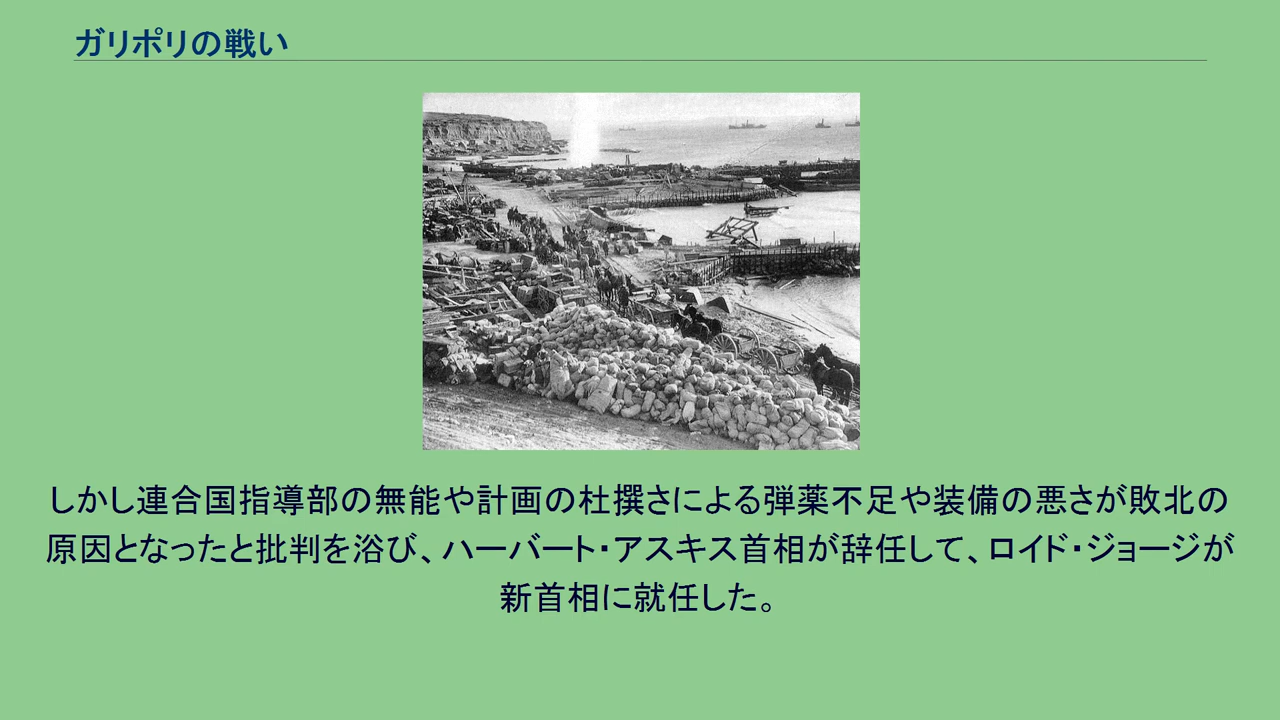 ガリポリの戦い
しかし連合国指導部の無能や計画の杜撰さによる弾薬不足や装備の悪さが敗北の
原因となったと批判を浴び、ハーバート・アスキス首相が辞任して、ロイド・ジョージが
新首相に就任した。